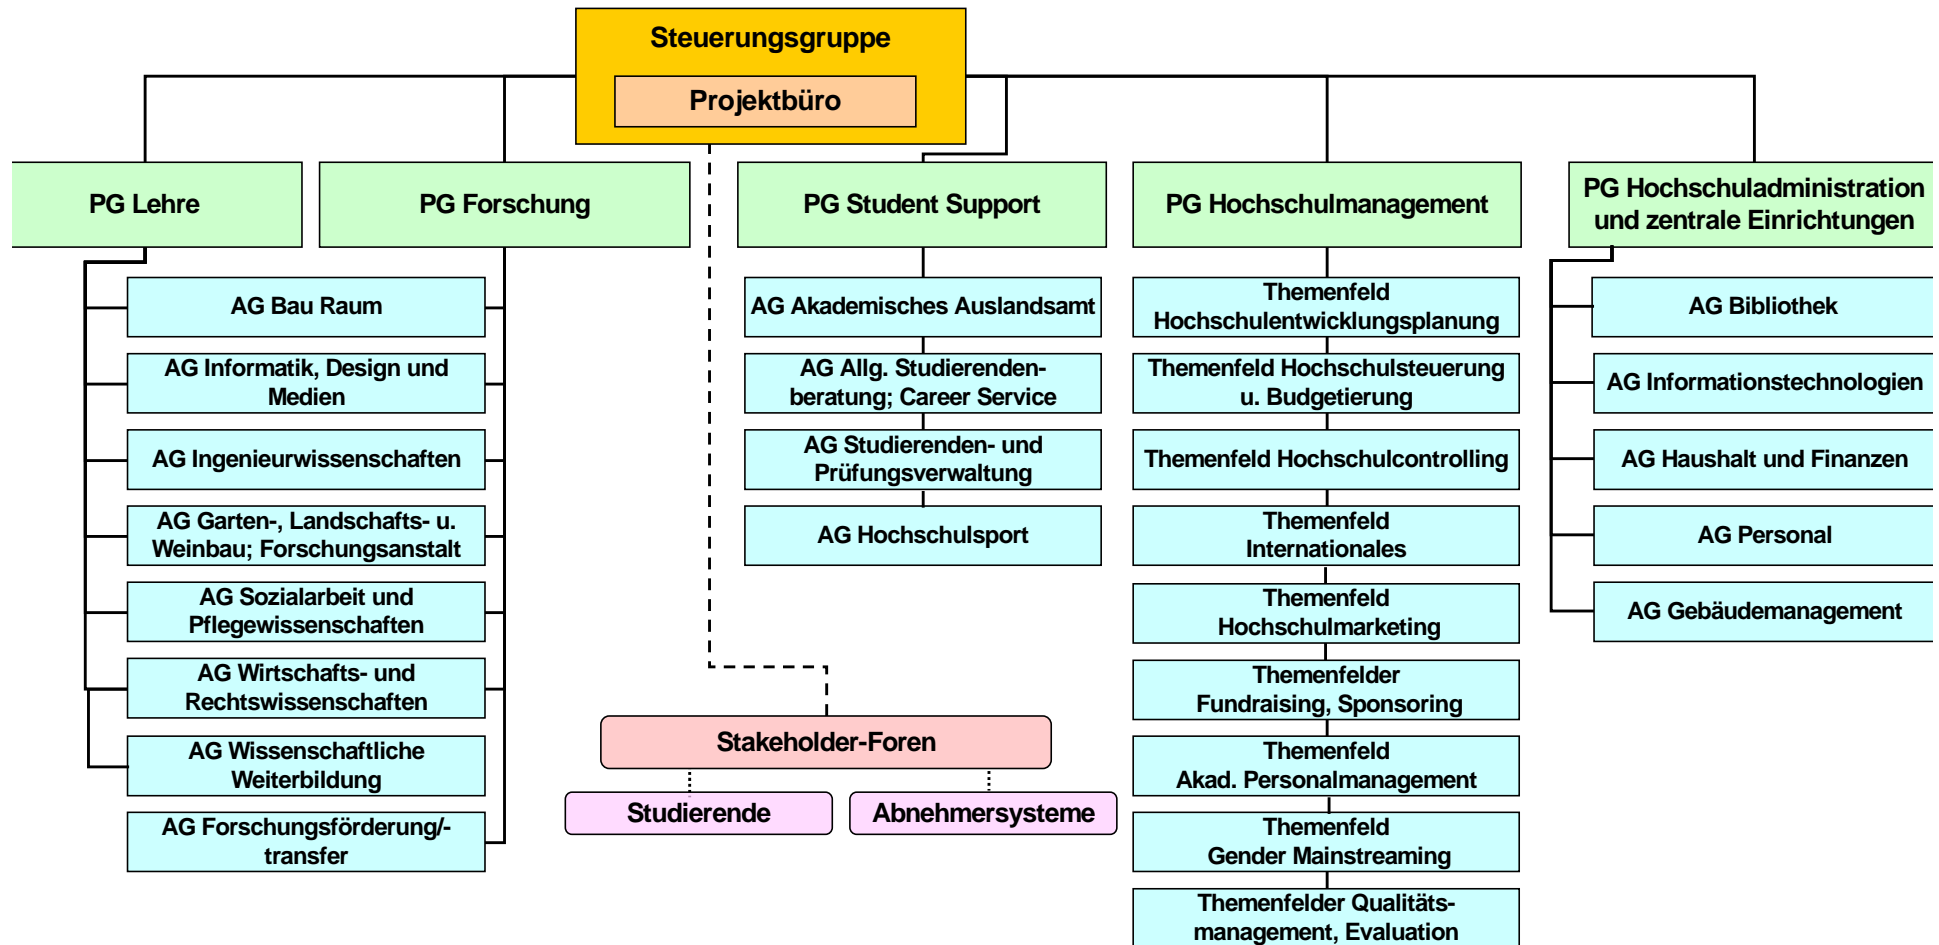 Steuerungsgruppe
Projektbüro
PG Lehre
PG Forschung
PG Student Support
PG Hochschulmanagement
PG Hochschuladministration
und zentrale Einrichtungen
AG Bau Raum
AG Informatik, Design und
Medien
AG Ingenieurwissenschaften
AG Garten-, Landschafts- u.
Weinbau; Forschungsanstalt
AG Sozialarbeit und
Pflegewissenschaften
AG Wirtschafts- und
Rechtswissenschaften
AG Wissenschaftliche
Weiterbildung
AG Forschungsförderung/-
transfer
AG Akademisches Auslandsamt
AG Allg. Studierenden-
beratung; Career Service
AG Studierenden- und
Prüfungsverwaltung
AG Hochschulsport
Stakeholder-Foren
Studierende
Abnehmersysteme
Themenfeld
Hochschulentwicklungsplanung
Themenfeld Hochschulsteuerung
u. Budgetierung
Themenfeld Hochschulcontrolling
Themenfeld
Internationales
Themenfeld
Hochschulmarketing
Themenfelder
Fundraising, Sponsoring
Themenfeld
Akad. Personalmanagement
Themenfeld
Gender Mainstreaming
Themenfelder Qualitäts-
management, Evaluation
AG Bibliothek
AG Informationstechnologien
AG Haushalt und Finanzen
AG Personal
AG Gebäudemanagement